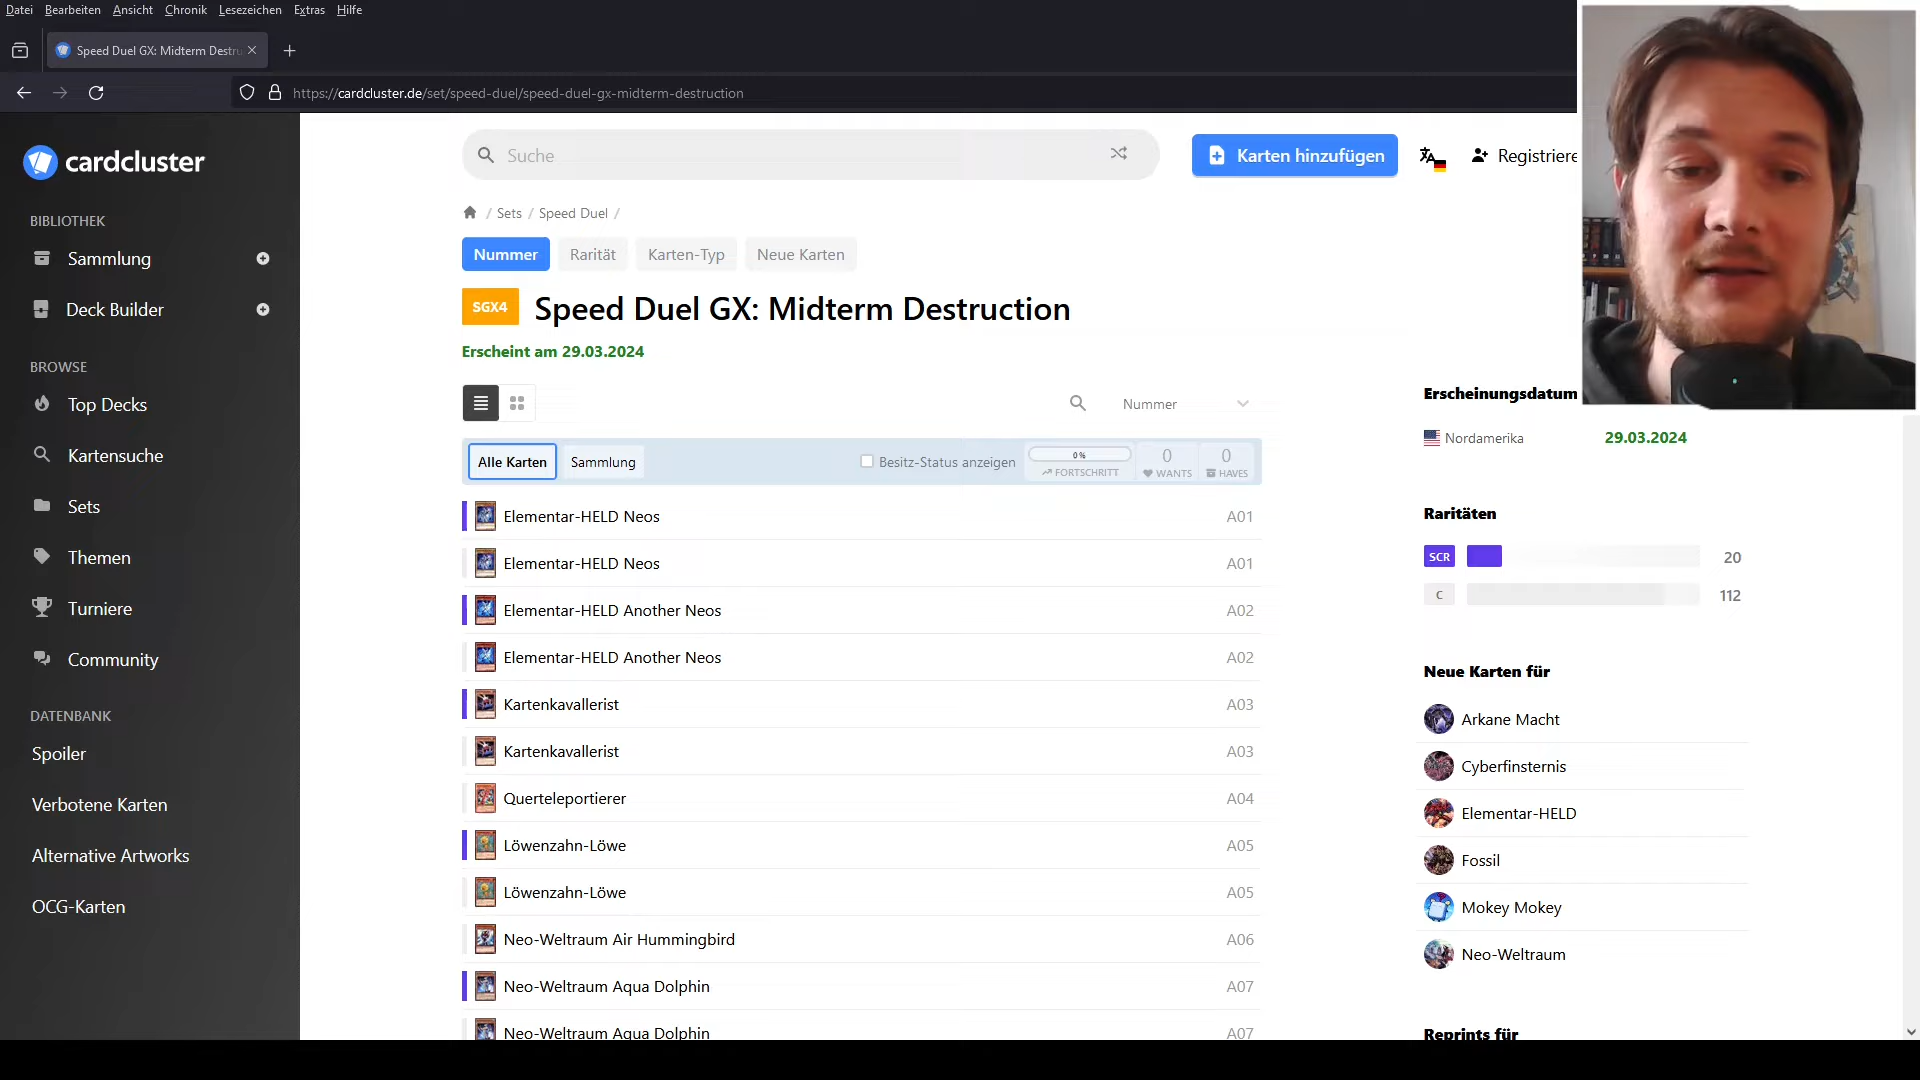 Datei Bearbeiten Ansicht Chronik Lesezeichen Extras Hilfe
Speed Duel GX: Midterm Destru
https://cardcluster.de/set/speed-duel/speed-duel-gx-midterm-destruction
cardcluster
Suche
Karten hinzufügen
Registriere
BIBLIOTHEK
Sammlung
Deck Builder
BROWSE
Top Decks
Kartensuche
Sets
Themen
Turniere
Community
DATENBANK
Spoiler
Verbotene Karten
Alternative Artworks
OCG-Karten
/ Sets / Speed Duel /
Nummer Rarität Karten-Typ Neue Karten
SGX4 Speed Duel GX: Midterm Destruction
Erscheint am 29.03.2024
Nummer
Alle Karten Sammlung Besitz-Status anzeigen 0 % FORTSCHRITT 0 WANTS 0 HAVES
Elementar-HELD Neos A01
Elementar-HELD Neos A01
Elementar-HELD Another Neos A02
Elementar-HELD Another Neos A02
Kartenkavallerist A03
Kartenkavallerist A03
Querteleportierer A04
Löwenzahn-Löwe A05
Löwenzahn-Löwe A05
Neo-Weltraum Air Hummingbird A06
Neo-Weltraum Aqua Dolphin A07
Neo-Weltraum Aqua Dolphin A07
Erscheinungsdatum
Nordamerika 29.03.2024
Raritäten
SCR 20
C 112
Neue Karten für
Arkane Macht
Cyberfinsternis
Elementar-HELD
Fossil
Mokey Mokey
Neo-Weltraum
Reprints für